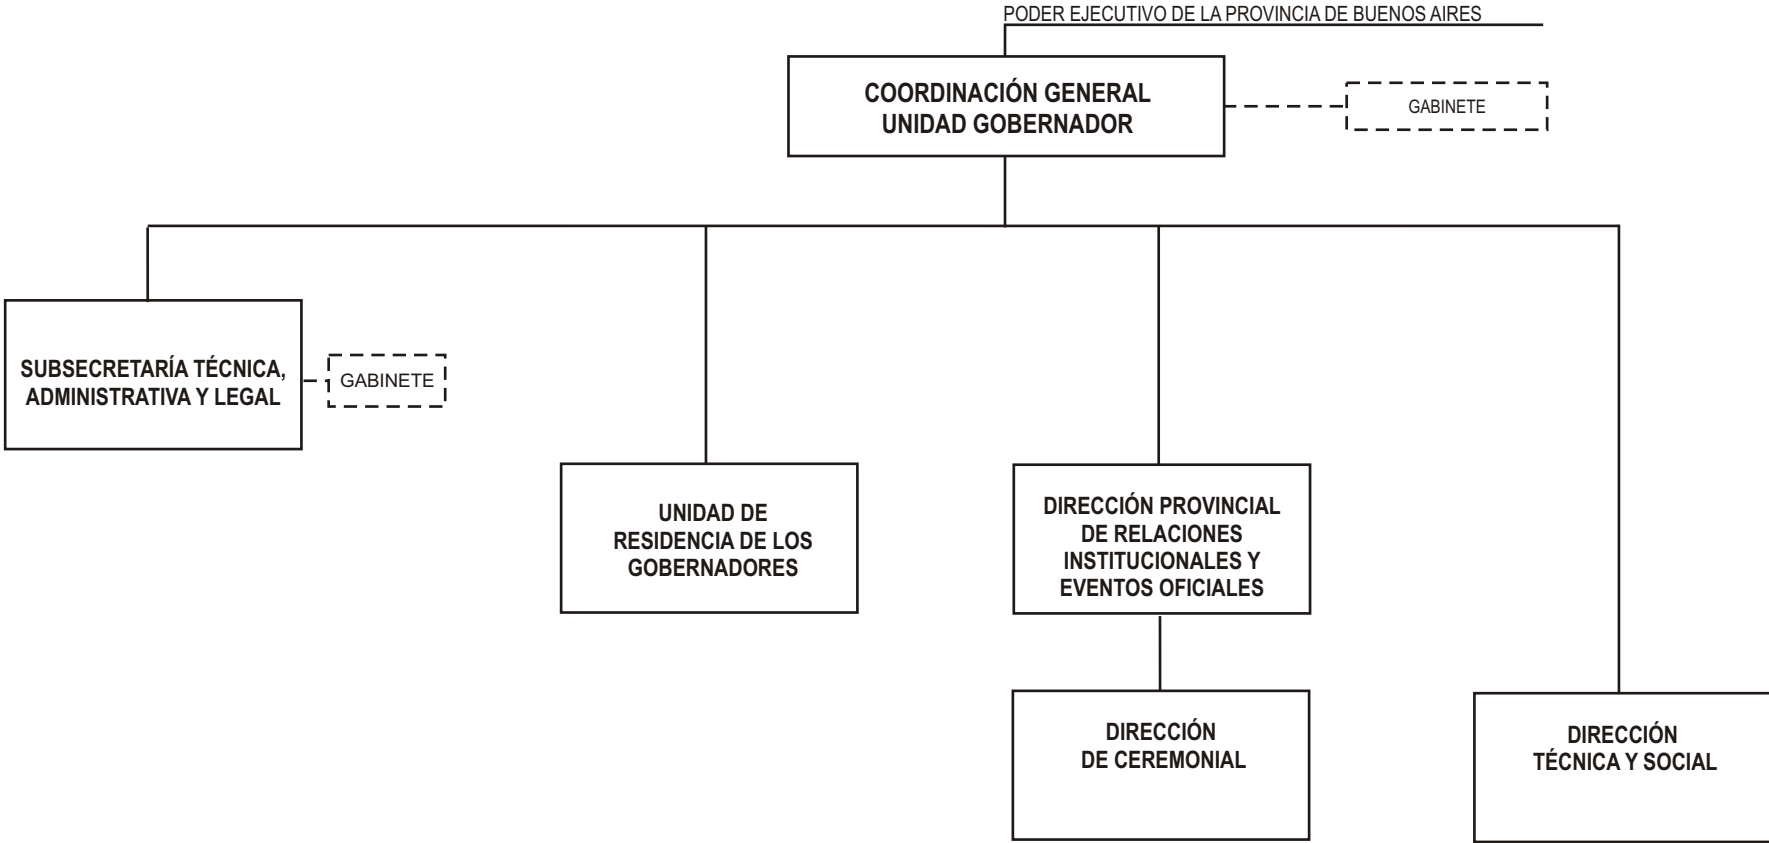 PODER EJECUTIVO DE LA PROVINCIA DE BUENOS AIRES
COORDINACIÓN GENERAL
UNIDAD GOBERNADOR
GABINETE
SUBSECRETARÍA TÉCNICA,
ADMINISTRATIVA Y LEGAL
GABINETE
UNIDAD DE
RESIDENCIA DE LOS
GOBERNADORES
DIRECCIÓN PROVINCIAL
DE RELACIONES
INSTITUCIONALES Y
EVENTOS OFICIALES
DIRECCIÓN
DE CEREMONIAL
DIRECCIÓN
TÉCNICA Y SOCIAL